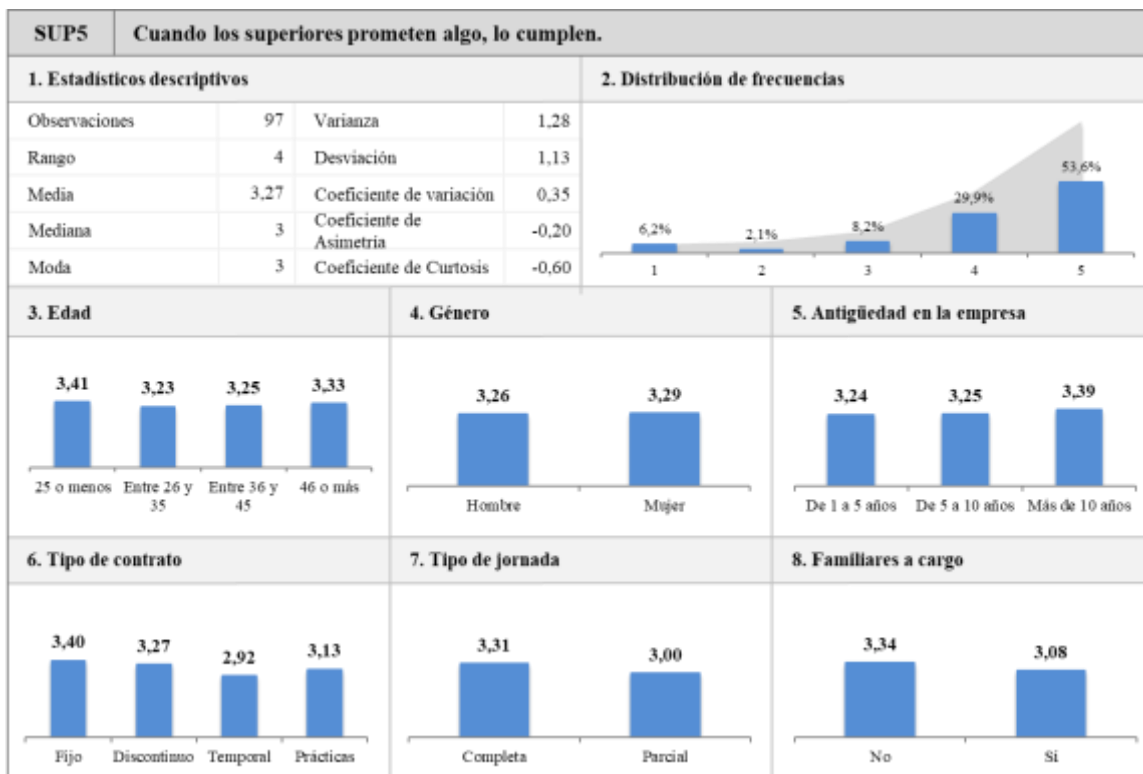 SUP5 Cuando los superiores prometen algo, lo cumplen.
1. Estadísticos descriptivos
Observaciones 97 Varianza 1,28
Rango 4 Desviación 1,13
Media 3,27 Coeficiente de variación 0,35
Mediana 3 Coeficiente de
Asimetría -0,20
Moda 3 Coeficiente de Curtosis -0,60
2. Distribución de frecuencias
6,2% 2,1% 8,2% 29,9% 53,6%
1 2 3 4 5
3. Edad
3,41 3,23 3,25 3,33
25 o menos Entre 26 y Entre 36 y 46 o más
35 45
4. Género
3,26 3,29
Hombre Mujer
5. Antigüedad en la empresa
3,24 3,25 3,39
De 1 a 5 años De 5 a 10 años Más de 10 años
6. Tipo de contrato
3,40 3,27 2,92 3,13
Fijo Discontinuo Temporal Prácticas
7. Tipo de jornada
3,31 3,00
Completa Parcial
8. Familiares a cargo
3,34 3,08
No Sí